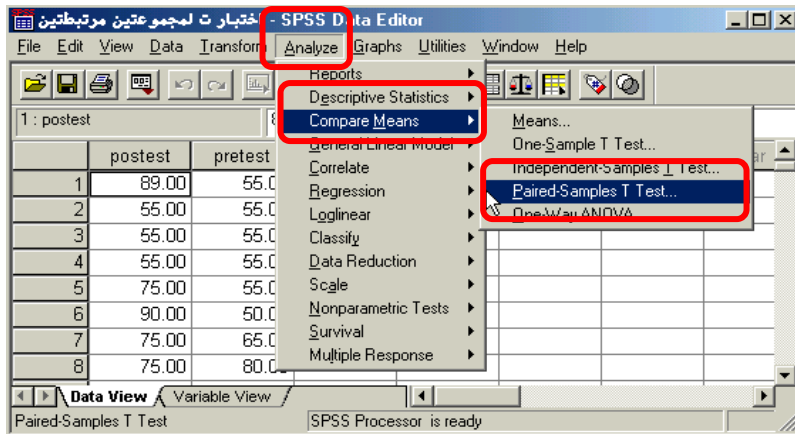 اختبار ت لمجموعتين مرتبطتين - SPSS Data Editor
File Edit View Data Transform Analyze Graphs Utilities Window Help
1 : postest
postest pretest
1 89.00 55.0
2 55.00 55.0
3 55.00 55.0
4 55.00 55.0
5 75.00 55.0
6 90.00 50.0
7 75.00 65.0
8 75.00 80.0
Reports
Descriptive Statistics
Compare Means
General Linear Model
Correlate
Regression
Loglinear
Classify
Data Reduction
Scale
Nonparametric Tests
Survival
Multiple Response
Means...
One-Sample T Test...
Independent-Samples T Test...
Paired-Samples T Test...
One-Way ANOVA
Data View Variable View
Paired-Samples T Test SPSS Processor is ready